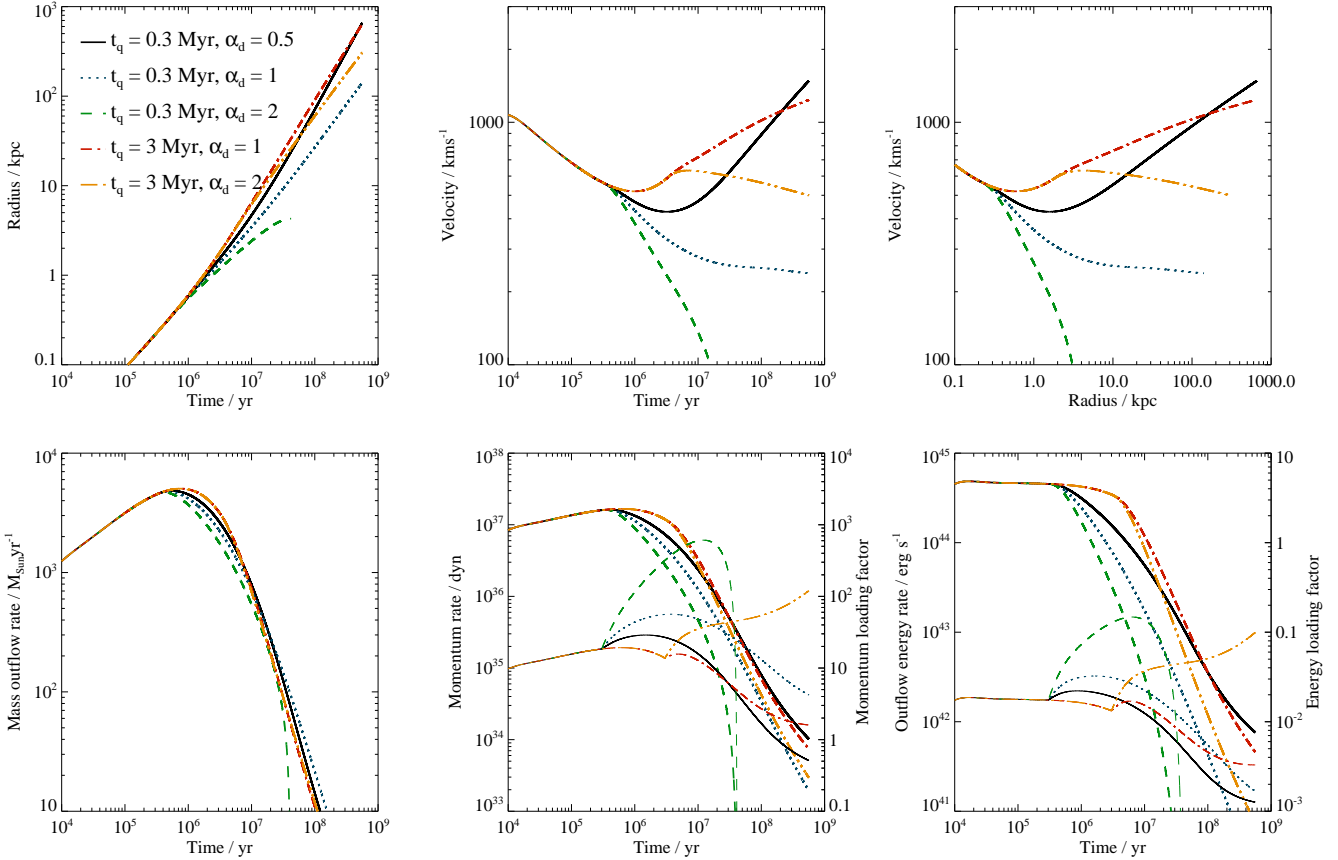 10³
10²
10
1
0.1
Radius / kpc
t_q = 0.3 Myr, α_d = 0.5
t_q = 0.3 Myr, α_d = 1
t_q = 0.3 Myr, α_d = 2
t_q = 3 Myr, α_d = 1
t_q = 3 Myr, α_d = 2
10⁴ 10⁵ 10⁶ 10⁷ 10⁸ 10⁹
Time / yr
1000
100
Velocity / kms⁻¹
10⁴ 10⁵ 10⁶ 10⁷ 10⁸ 10⁹
Time / yr
1000
100
Velocity / kms⁻¹
0.1 1.0 10.0 100.0 1000.0
Radius / kpc
10⁴
10³
10²
10
Mass outflow rate / M_Sun yr⁻¹
10⁴ 10⁵ 10⁶ 10⁷ 10⁸ 10⁹
Time / yr
10³⁸
10³⁷
10³⁶
10³⁵
10³⁴
10³³
Momentum rate / dyn
10⁴
10³
10²
10
1
0.1
Momentum loading factor
10⁴ 10⁵ 10⁶ 10⁷ 10⁸ 10⁹
Time / yr
10⁴⁵
10⁴⁴
10⁴³
10⁴²
10⁴¹
Outflow energy rate / erg s⁻¹
10
1
0.1
10⁻²
10⁻³
Energy loading factor
10⁴ 10⁵ 10⁶ 10⁷ 10⁸ 10⁹
Time / yr